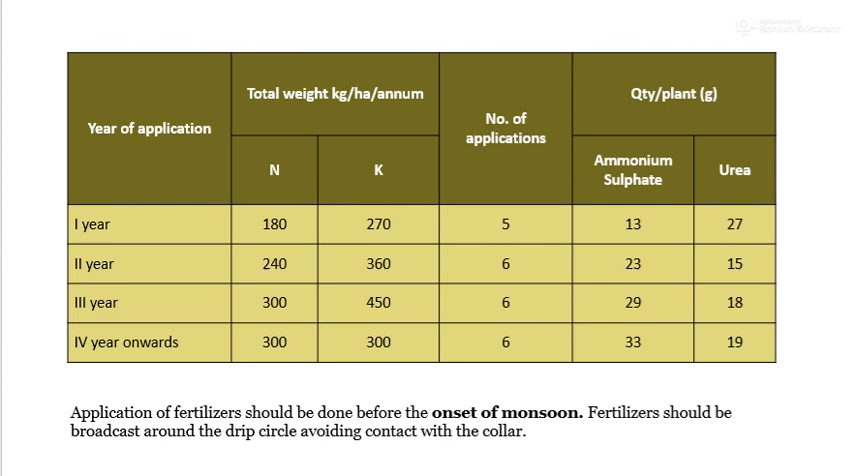 Year of application Total weight kg/ha/annum No. of applications Qty/plant (g)
N K Ammonium Sulphate Urea
I year 180 270 5 13 27
II year 240 360 6 23 15
III year 300 450 6 29 18
IV year onwards 300 300 6 33 19
Application of fertilizers should be done before the onset of monsoon. Fertilizers should be
broadcast around the drip circle avoiding contact with the collar.